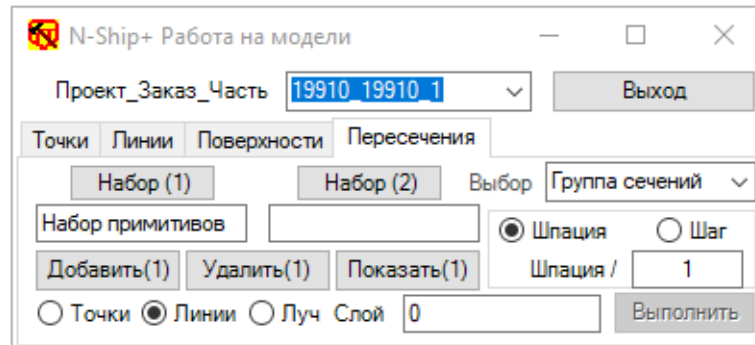 N-Ship+ Работа на модели
Проект_Заказ_Часть 19910_19910_1 Выход
Точки Линии Поверхности Пересечения
Набор (1) Набор (2) Выбор Группа сечений
Набор примитивов Шпация Шаг
Добавить(1) Удалить(1) Показать(1) Шпация / 1
Точки Линии Луч Слой 0 Выполнить